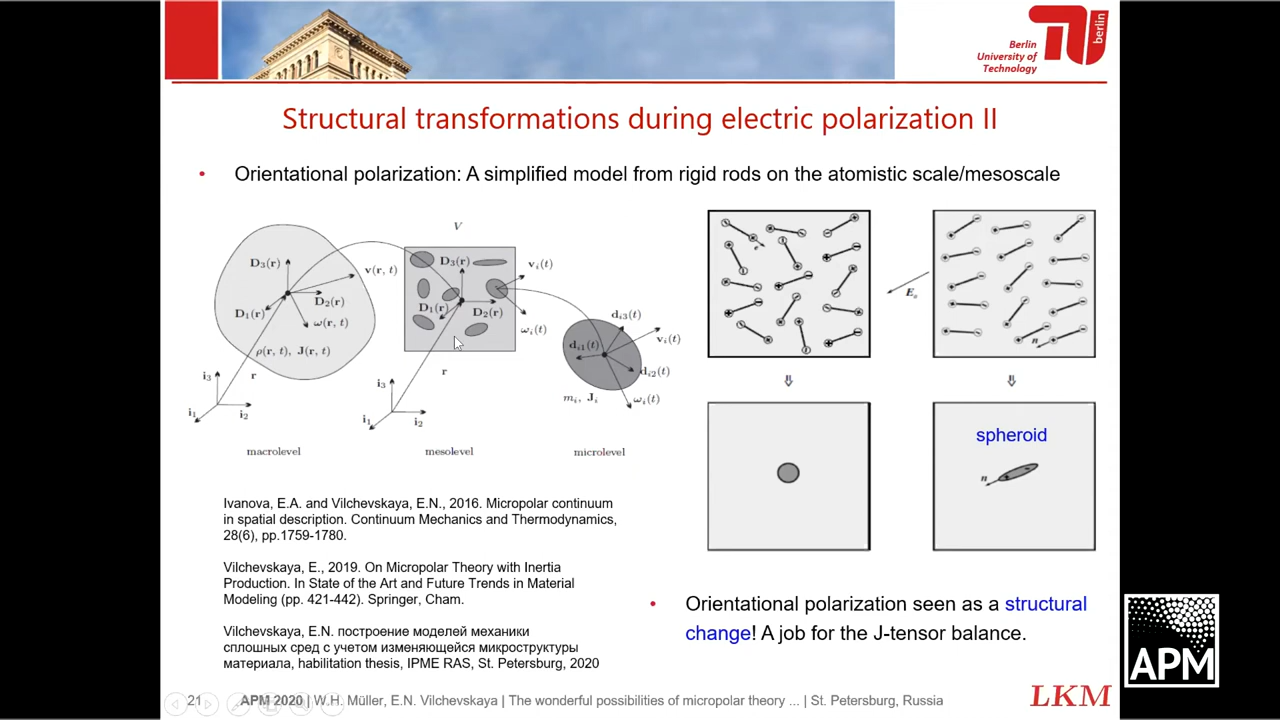 Berlin
University of
Technology
berlin
Structural transformations during electric polarization II
• Orientational polarization: A simplified model from rigid rods on the atomistic scale/mesoscale
V
D₃(r)
v(r, t)
D₁(r)
D₂(r)
ω(r, t)
ρ(r, t), J(r, t)
r
i₃
i₁
i₂
macrolevel
D₃(r)
vᵢ(t)
D₁(r)
D₂(r)
ωᵢ(t)
r
i₃
i₁
i₂
mesolevel
dᵢ₃(t)
vᵢ(t)
dᵢ₁(t)
dᵢ₂(t)
mᵢ, Jᵢ
ωᵢ(t)
microlevel
e
n
spheroid
n
Ivanova, E.A. and Vilchevskaya, E.N., 2016. Micropolar continuum
in spatial description. Continuum Mechanics and Thermodynamics,
28(6), pp.1759-1780.
Vilchevskaya, E., 2019. On Micropolar Theory with Inertia
Production. In State of the Art and Future Trends in Material
Modeling (pp. 421-442). Springer, Cham.
Vilchevskaya, E.N. построение моделей механики
сплошных сред с учетом изменяющейся микроструктуры
материала, habilitation thesis, IPME RAS, St. Petersburg, 2020
• Orientational polarization seen as a structural
change! A job for the J-tensor balance.
21 APM 2020 | W.H. Müller, E.N. Vilchevskaya | The wonderful possibilities of micropolar theory ... | St. Petersburg, Russia
LKM
APM